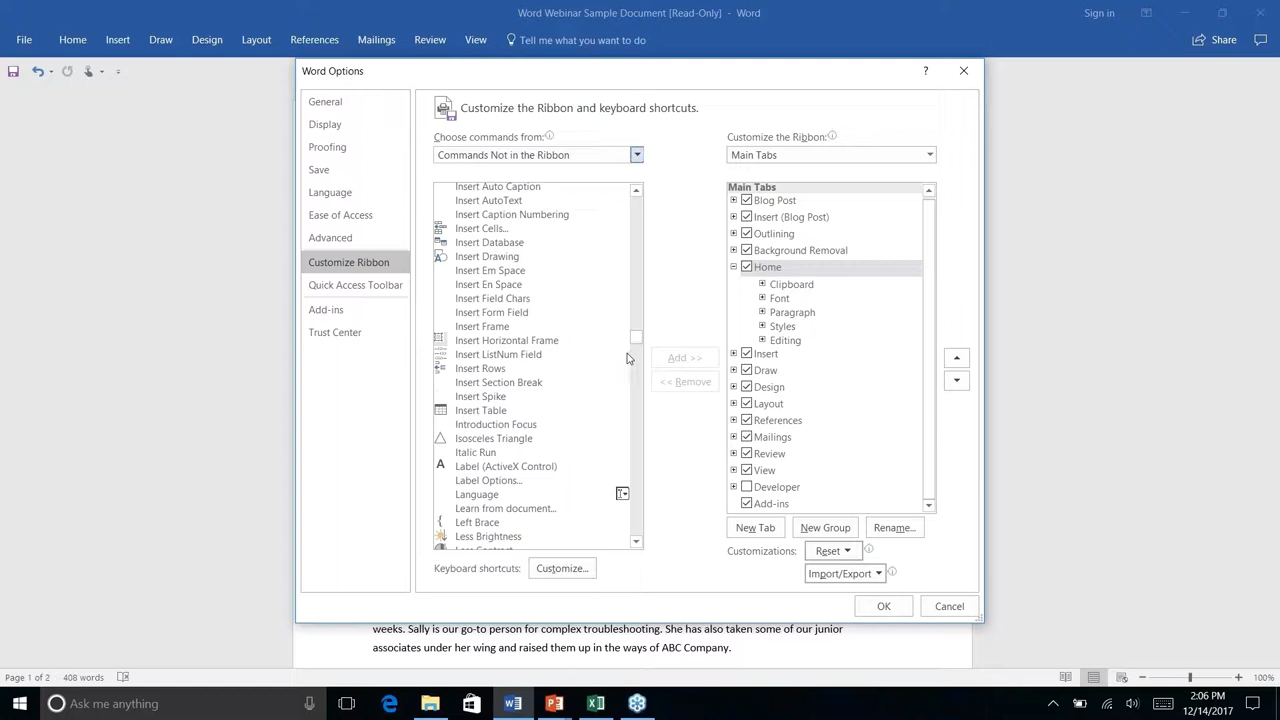 Word Webinar Sample Document [Read-Only] - Word
Sign in
File Home Insert Draw Design Layout References Mailings Review View Tell me what you want to do Share
Word Options
General
Display
Proofing
Save
Language
Ease of Access
Advanced
Customize Ribbon
Quick Access Toolbar
Add-ins
Trust Center
Customize the Ribbon and keyboard shortcuts.
Choose commands from:
Commands Not in the Ribbon
Insert Auto Caption
Insert AutoText
Insert Caption Numbering
Insert Cells...
Insert Database
Insert Drawing
Insert Em Space
Insert En Space
Insert Field Chars
Insert Form Field
Insert Frame
Insert Horizontal Frame
Insert ListNum Field
Insert Rows
Insert Section Break
Insert Spike
Insert Table
Introduction Focus
Isosceles Triangle
Italic Run
Label (ActiveX Control)
Label Options...
Language
Learn from document...
Left Brace
Less Brightness
Less Contrast
Keyboard shortcuts: Customize...
Add >>
<< Remove
Customize the Ribbon:
Main Tabs
Main Tabs
Blog Post
Insert (Blog Post)
Outlining
Background Removal
Home
Clipboard
Font
Paragraph
Styles
Editing
Insert
Draw
Design
Layout
References
Mailings
Review
View
Developer
Add-ins
New Tab New Group Rename...
Customizations: Reset
Import/Export
OK Cancel
weeks. Sally is our go-to person for complex troubleshooting. She has also taken some of our junior
associates under her wing and raised them up in the ways of ABC Company.
Page 1 of 2 408 words 100%
Ask me anything
2:06 PM
12/14/2017